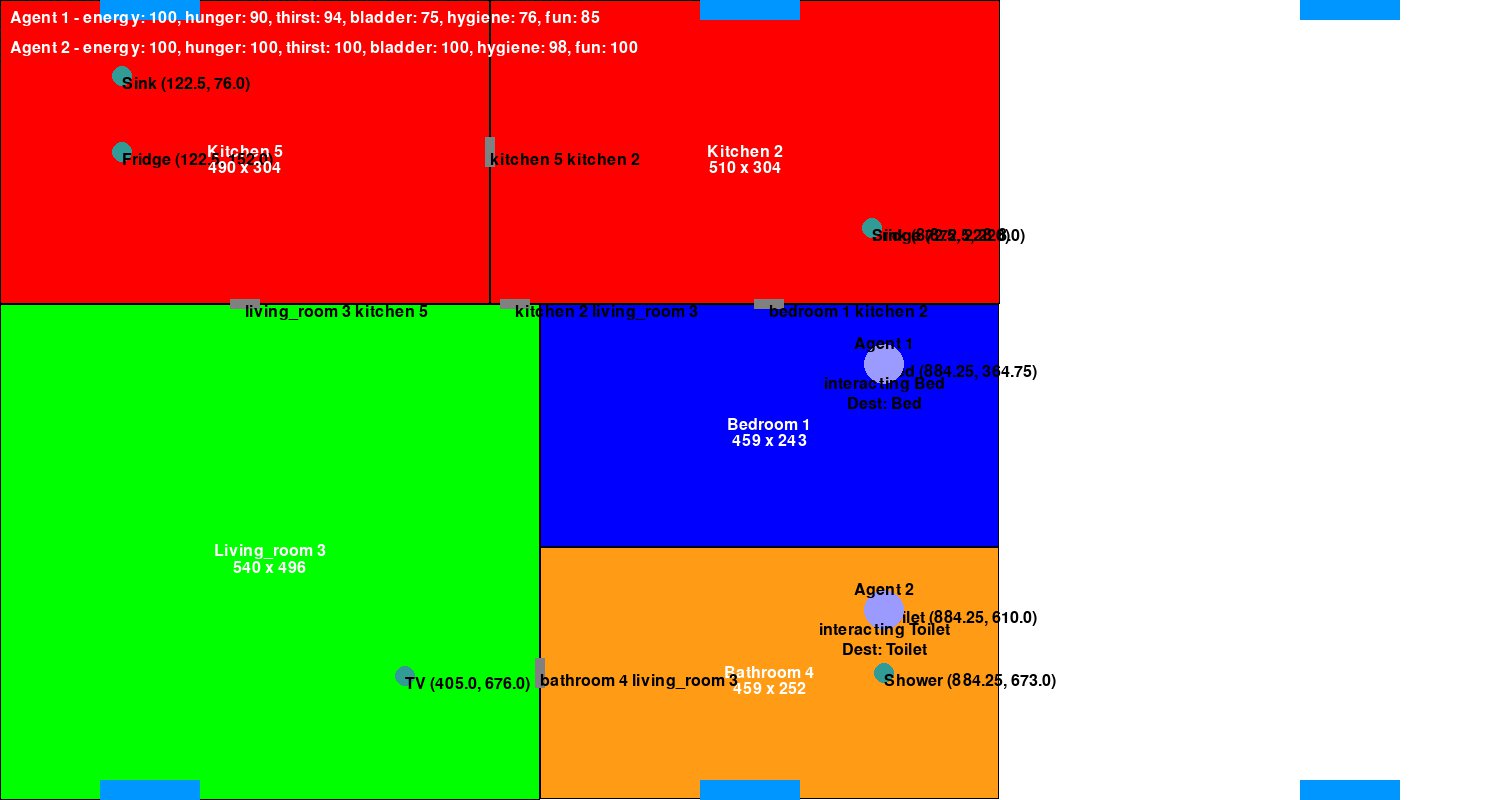 Agent 1 - energy: 100, hunger: 90, thirst: 94, bladder: 75, hygiene: 76, fun: 85
Agent 2 - energy: 100, hunger: 100, thirst: 100, bladder: 100, hygiene: 98, fun: 100
Sink (122.5, 76.0)
Kitchen 5
490 x 304
Fridge (122.5, 152.0)
kitchen 5 kitchen 2
Kitchen 2
510 x 304
living_room 3 kitchen 5
kitchen 2 living_room 3
bedroom 1 kitchen 2
Agent 1
(884.25, 364.75)
interacting Bed
Dest: Bed
Bedroom 1
459 x 243
Living_room 3
540 x 496
Agent 2
(884.25, 610.0)
interacting Toilet
Dest: Toilet
Bathroom 4
459 x 252
TV (405.0, 676.0)
bathroom 4 living_room 3
Shower (884.25, 673.0)